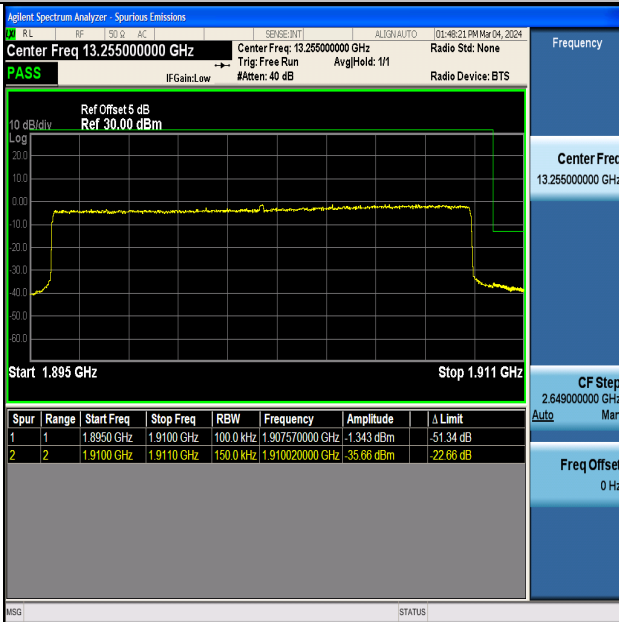 Agilent Spectrum Analyzer - Spurious Emissions
LXI RL RF 50 Ω AC SENSE:INT ALIGN AUTO 01:48:21 PM Mar 04, 2024
Center Freq 13.255000000 GHz
Center Freq: 13.255000000 GHz
Radio Std: None
Trig: Free Run Avg|Hold: 1/1
PASS
IFGain:Low
#Atten: 40 dB
Radio Device: BTS
Ref Offset 5 dB
10 dB/div Ref 30.00 dBm
Log
20.0
10.0
0.00
-10.0
-20.0
-30.0
-40.0
-50.0
-60.0
Start 1.895 GHz Stop 1.911 GHz
Spur Range Start Freq Stop Freq RBW Frequency Amplitude Δ Limit
1 1 1.8950 GHz 1.9100 GHz 100.0 kHz 1.907570000 GHz -1.343 dBm -51.34 dB
2 2 1.9100 GHz 1.9110 GHz 150.0 kHz 1.910020000 GHz -35.66 dBm -22.66 dB
MSG STATUS
Frequency
Center Freq
13.255000000 GHz
CF Step
2.649000000 GHz
Auto Man
Freq Offset
0 Hz